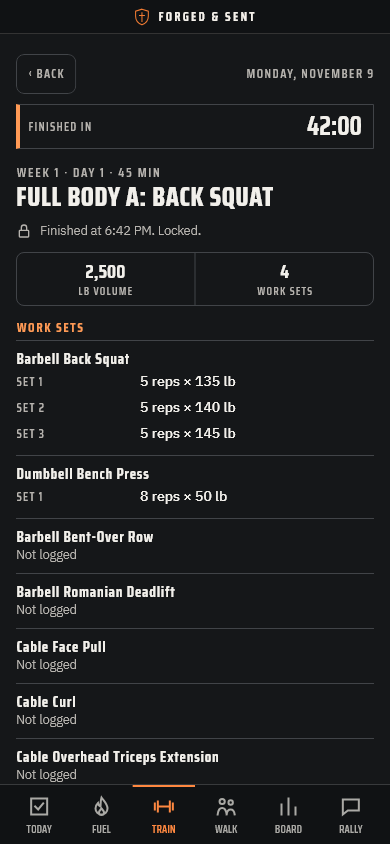 FORGED & SENT
‹ BACK
MONDAY, NOVEMBER 9
FINISHED IN
42:00
WEEK 1 · DAY 1 · 45 MIN
FULL BODY A: BACK SQUAT
Finished at 6:42 PM. Locked.
2,500
LB VOLUME
4
WORK SETS
WORK SETS
Barbell Back Squat
SET 1 5 reps × 135 lb
SET 2 5 reps × 140 lb
SET 3 5 reps × 145 lb
Dumbbell Bench Press
SET 1 8 reps × 50 lb
Barbell Bent-Over Row
Not logged
Barbell Romanian Deadlift
Not logged
Cable Face Pull
Not logged
Cable Curl
Not logged
Cable Overhead Triceps Extension
Not logged
TODAY
FUEL
TRAIN
WALK
BOARD
RALLY